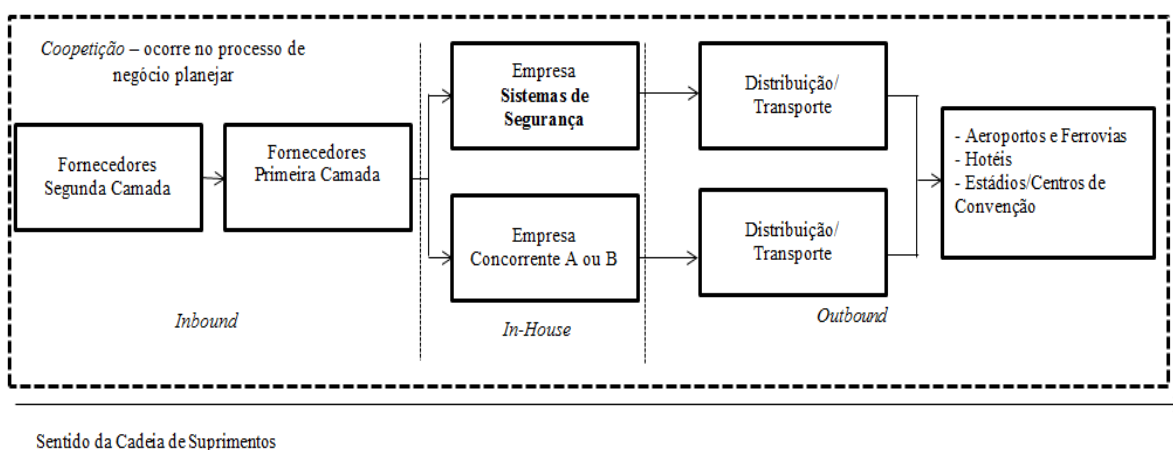 Coopetição – ocorre no processo de
negócio planejar
Fornecedores
Segunda Camada
Fornecedores
Primeira Camada
Empresa
Sistemas de
Segurança
Empresa
Concorrente A ou B
Distribuição/
Transporte
Distribuição/
Transporte
- Aeroportos e Ferrovias
- Hotéis
- Estádios/Centros de
Convenção
Inbound
In-House
Outbound
Sentido da Cadeia de Suprimentos